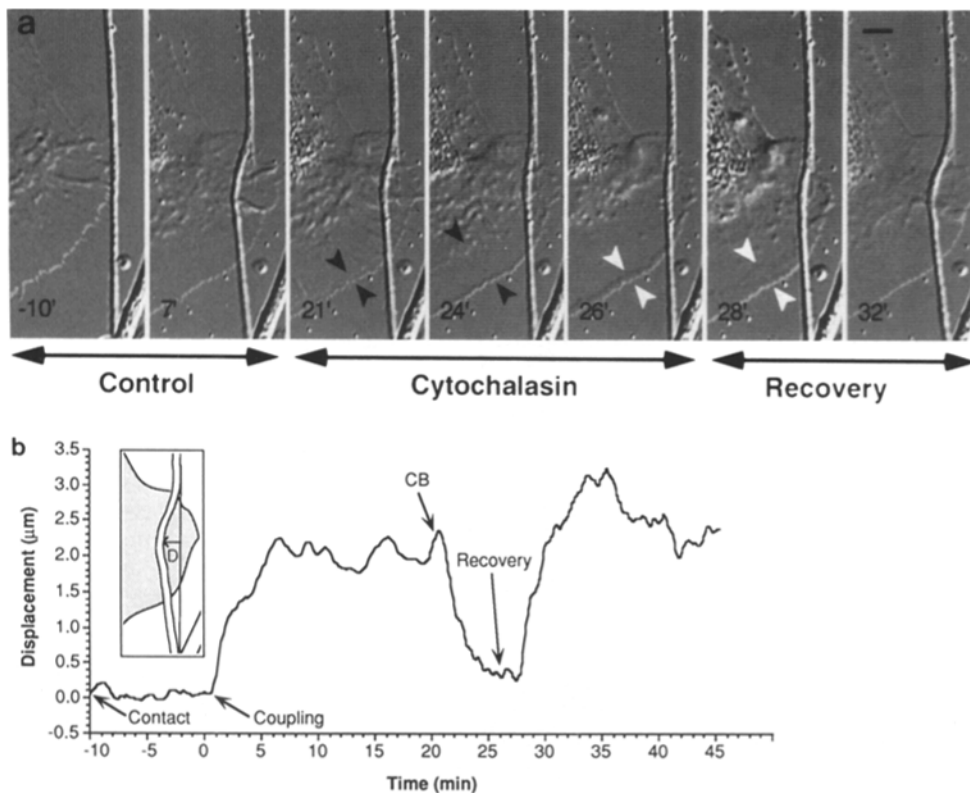 a
-10' 7' 21' 24' 26' 28' 32'
Control Cytochalasin Recovery
b
3.5
3.0
2.5
2.0
1.5
1.0
0.5
0.0
-0.5
Displacement (μm)
CB
Recovery
D
Contact
Coupling
-10 -5 0 5 10 15 20 25 30 35 40 45
Time (min)